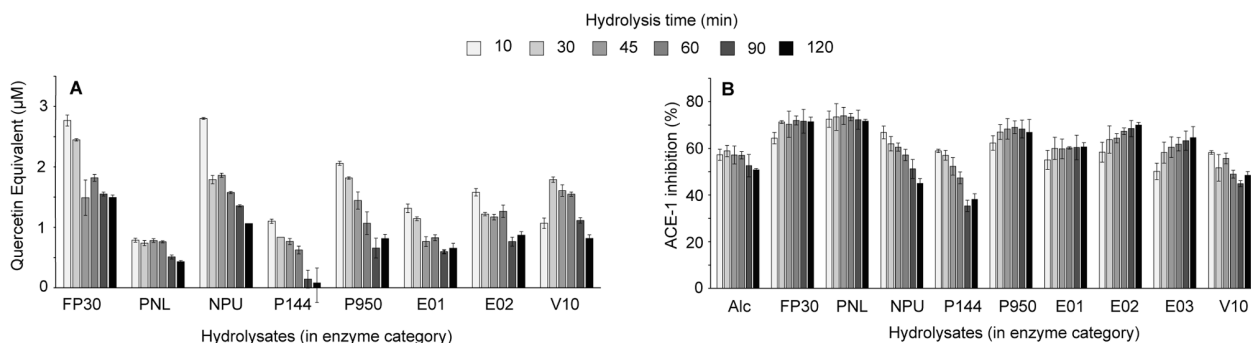 Hydrolysis time (min)
10 30 45 60 90 120
A
Quercetin Equivalent (µM)
3
2
1
0
FP30 PNL NPU P144 P950 E01 E02 V10
Hydrolysates (in enzyme category)
B
ACE-1 inhibition (%)
80
60
40
20
0
Alc FP30 PNL NPU P144 P950 E01 E02 E03 V10
Hydrolysates (in enzyme category)